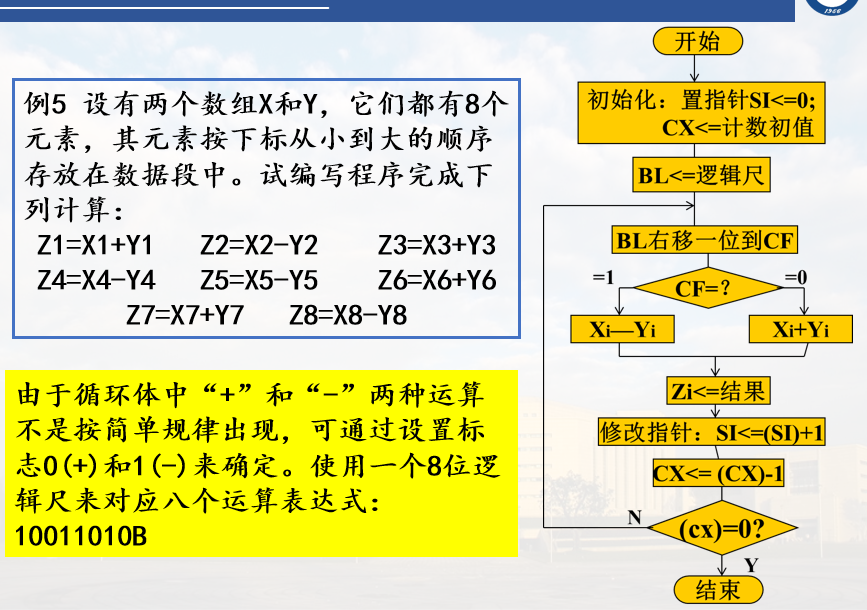 1966
例5 设有两个数组X和Y，它们都有8个
元素，其元素按下标从小到大的顺序
存放在数据段中。试编写程序完成下
列计算：
Z1=X1+Y1 Z2=X2-Y2 Z3=X3+Y3
Z4=X4-Y4 Z5=X5-Y5 Z6=X6+Y6
Z7=X7+Y7 Z8=X8-Y8
由于循环体中“+”和“-”两种运算
不是按简单规律出现，可通过设置标
志0(+)和1(-)来确定。使用一个8位逻
辑尺来对应八个运算表达式：
10011010B
开始
初始化：置指针SI<=0;
CX<=计数初值
BL<=逻辑尺
BL右移一位到CF
=1
CF=？
=0
Xi—Yi
Xi+Yi
Zi<=结果
修改指针：SI<=(SI)+1
CX<= (CX)-1
N
(cx)=0?
Y
结束